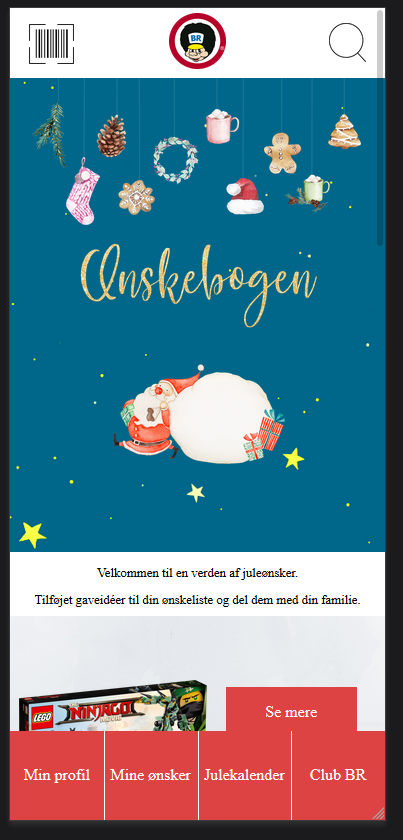 BR
Ønskebogen
Velkommen til en verden af juleønsker.
Tilføjet gaveidéer til din ønskeliste og del dem med din familie.
LEGO
NINJAGO
Se mere
Min profil
Mine ønsker
Julekalender
Club BR